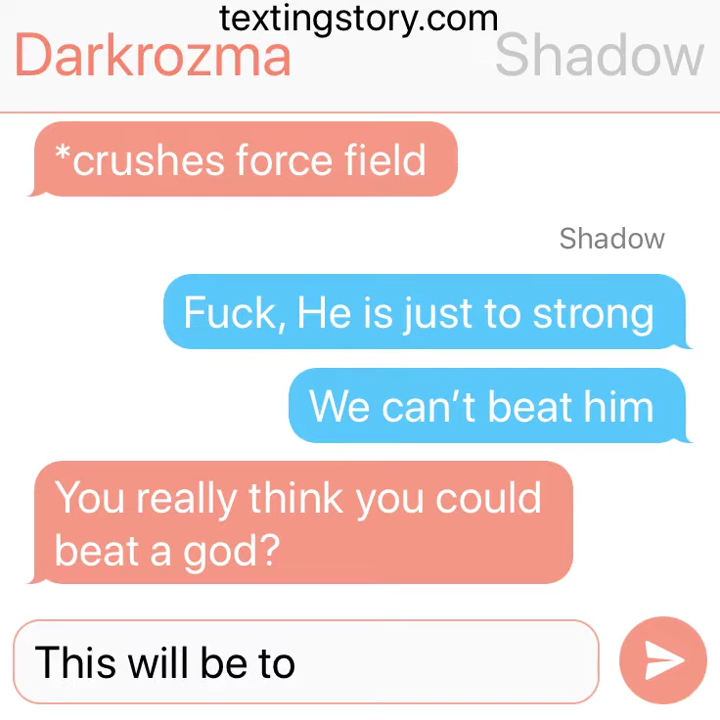 textingstory.com
Darkrozma
Shadow
*crushes force field
Shadow
Fuck, He is just to strong
We can’t beat him
You really think you could
beat a god?
This will be to